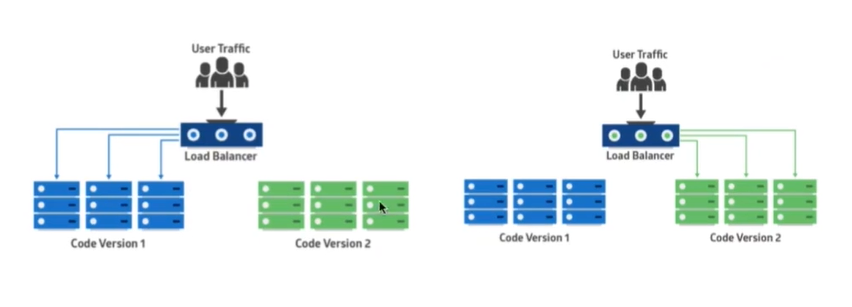 User Traffic
Load Balancer
Code Version 1
Code Version 2
User Traffic
Load Balancer
Code Version 1
Code Version 2